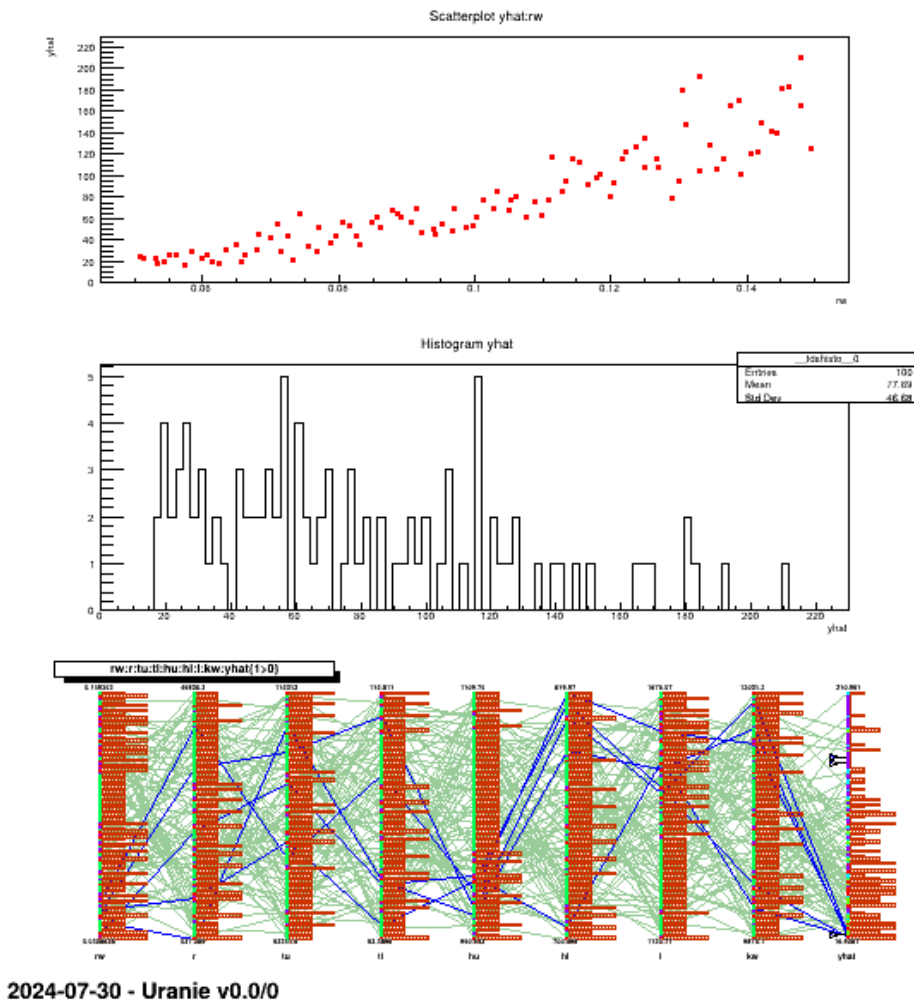 Scatterplot yhat:rw
yhat
220
200
180
160
140
120
100
80
60
40
20
0
0.06
0.08
0.1
0.12
0.14
rw
Histogram yhat
__tdshisto__0
Entries 100
Mean 77.89
Std Dev 46.68
5
4
3
2
1
0
0 20 40 60 80 100 120 140 160 180 200 220
yhat
rw:r:tu:tl:hu:hl:l:kw:yhat{1>0}
rw r tu tl hu hl l kw yhat
2024-07-30 - Uranie v0.0/0